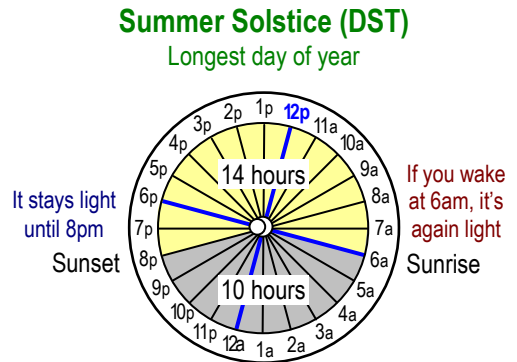 Summer Solstice (DST)
Longest day of year
1p
12p
11a
10a
9a
8a
7a
6a
5a
4a
3a
2a
1a
12a
11p
10p
9p
8p
7p
6p
5p
4p
3p
2p
14 hours
10 hours
It stays light
until 8pm
Sunset
If you wake
at 6am, it's
again light
Sunrise